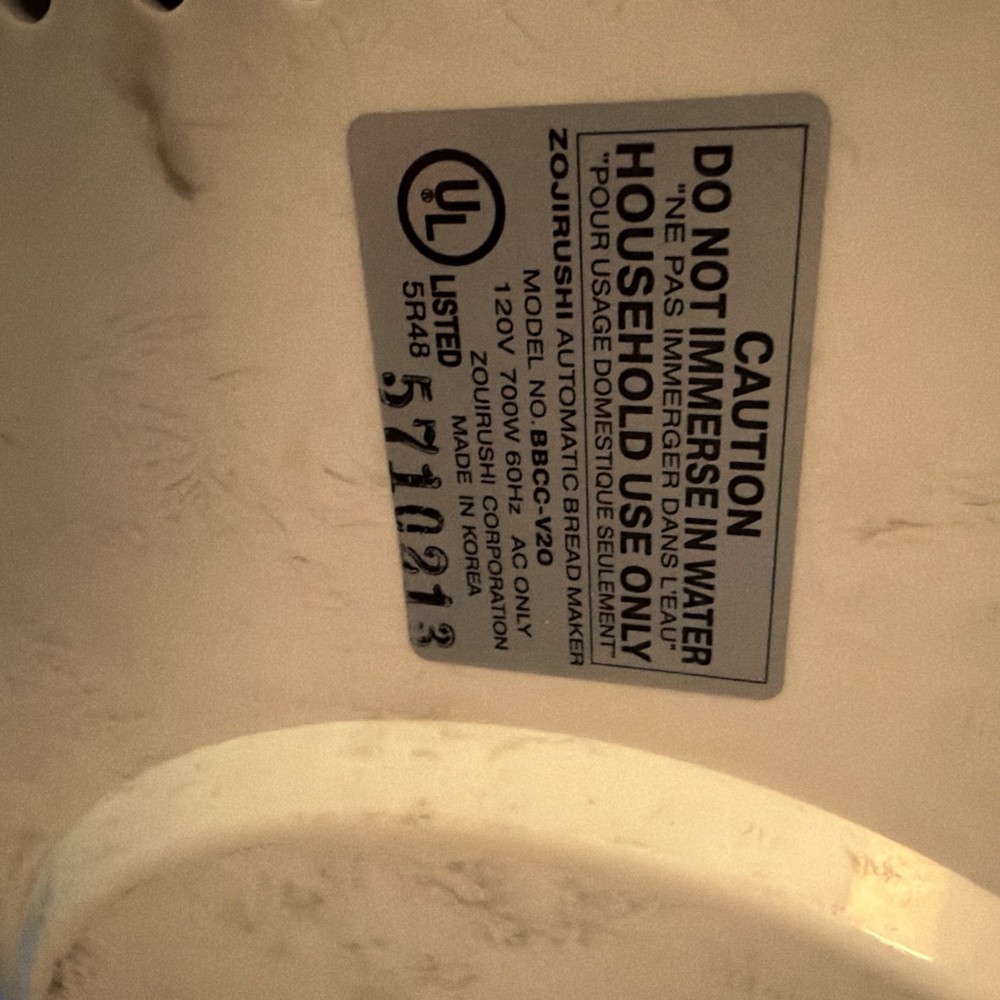 CAUTION
DO NOT IMMERSE IN WATER
"NE PAS IMMERGER DANS L'EAU"
HOUSEHOLD USE ONLY
"POUR USAGE DOMESTIQUE SEULEMENT"
ZOJIRUSHI AUTOMATIC BREAD MAKER
MODEL NO. BBCC-V20
120V 700W 60Hz AC ONLY
ZOUIRUSHI CORPORATION
MADE IN KOREA
UL ®
LISTED
5R48
5710213